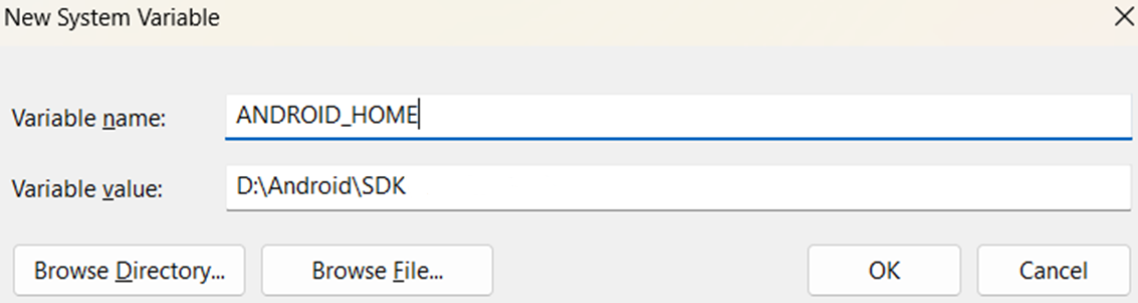 New System Variable
Variable name: ANDROID_HOME
Variable value: D:\Android\SDK
Browse Directory... Browse File... OK Cancel